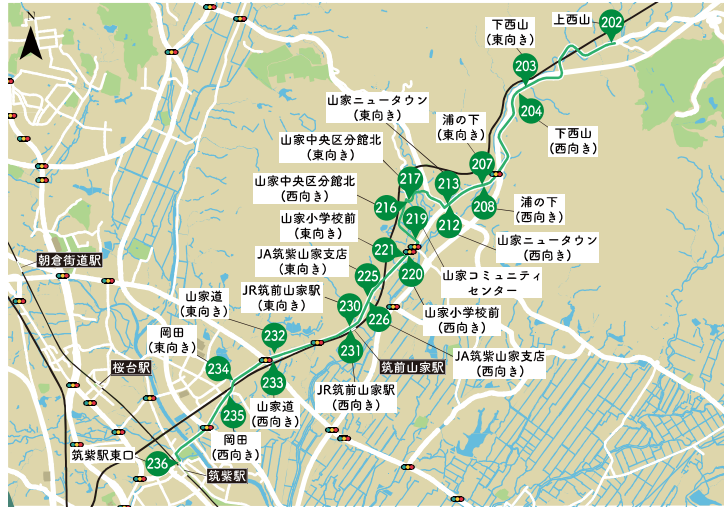 N
上西山
202
下西山
(東向き)
203
204
下西山
(西向き)
山家ニュータウン
(東向き)
浦の下
(東向き)
207
山家中央区分館北
(東向き)
217
213
208
浦の下
(西向き)
山家中央区分館北
(西向き)
216
219
212
山家ニュータウン
(西向き)
山家小学校前
(東向き)
221
220
山家コミュニティ
センター
JA筑紫山家支店
(東向き)
225
朝倉街道駅
JR筑前山家駅
(東向き)
230
226
山家小学校前
(西向き)
山家道
(東向き)
232
231
筑前山家駅
JA筑紫山家支店
(西向き)
岡田
(東向き)
234
233
桜台駅
JR筑前山家駅
(西向き)
235
山家道
(西向き)
岡田
(西向き)
筑紫駅東口
236
筑紫駅